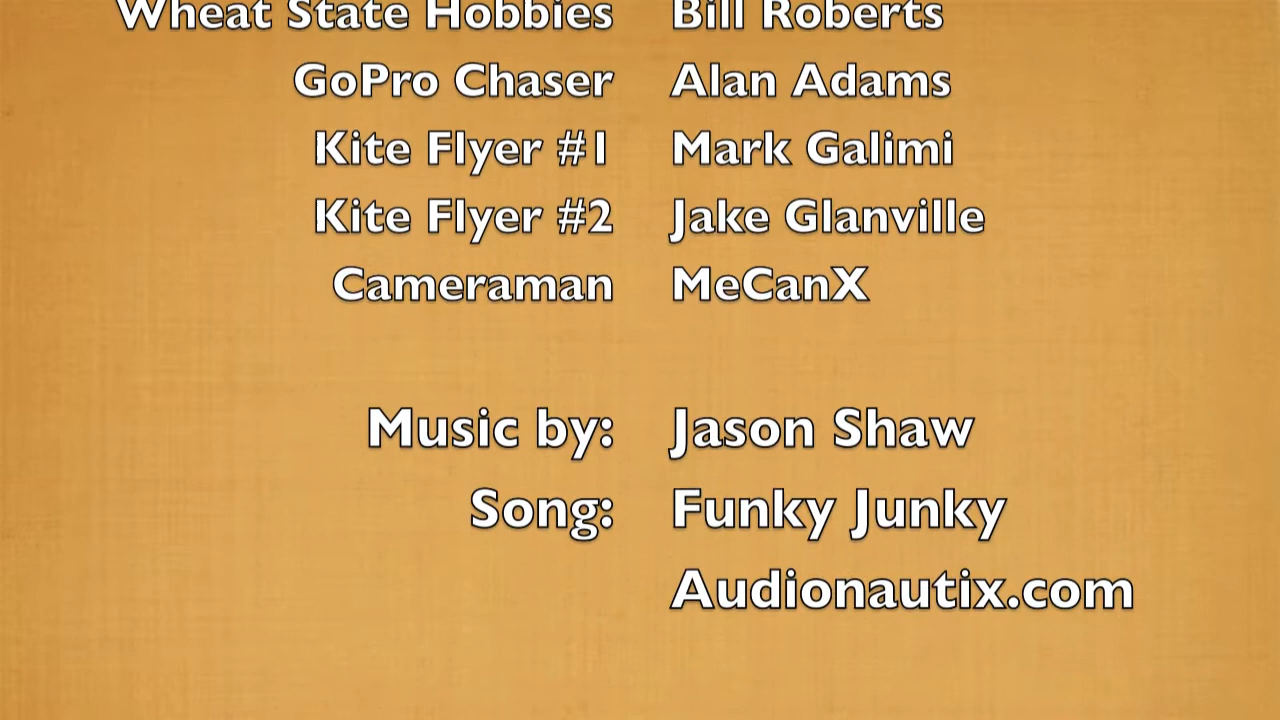 Wheat State Hobbies Bill Roberts
GoPro Chaser Alan Adams
Kite Flyer #1 Mark Galimi
Kite Flyer #2 Jake Glanville
Cameraman MeCanX
Music by: Jason Shaw
Song: Funky Junky
Audionautix.com